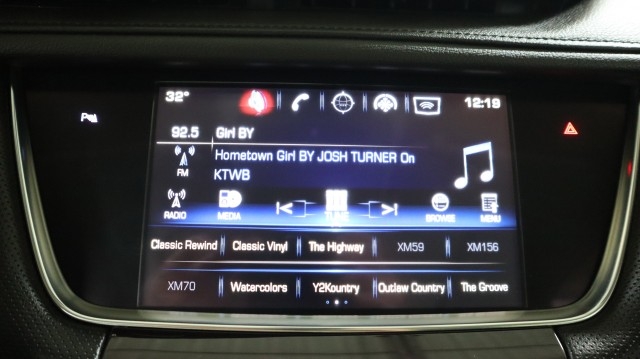 32° 12:19
92.5 Girl BY
Hometown Girl BY JOSH TURNER On
FM KTWB
RADIO MEDIA TUNE BROWSE MENU
Classic Rewind Classic Vinyl The Highway XM59 XM156
XM70 Watercolors Y2Kountry Outlaw Country The Groove